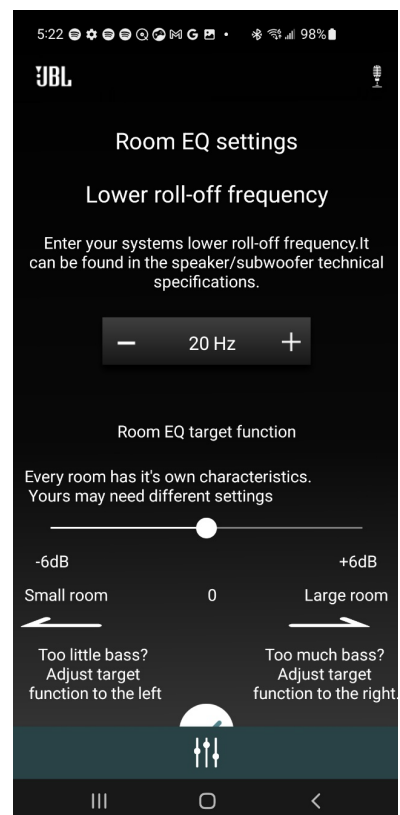 5:22 98%
JBL
Room EQ settings
Lower roll-off frequency
Enter your systems lower roll-off frequency.It
can be found in the speaker/subwoofer technical
specifications.
20 Hz
Room EQ target function
Every room has it's own characteristics.
Yours may need different settings
-6dB +6dB
Small room 0 Large room
Too little bass? Too much bass?
Adjust target Adjust target
function to the left function to the right.